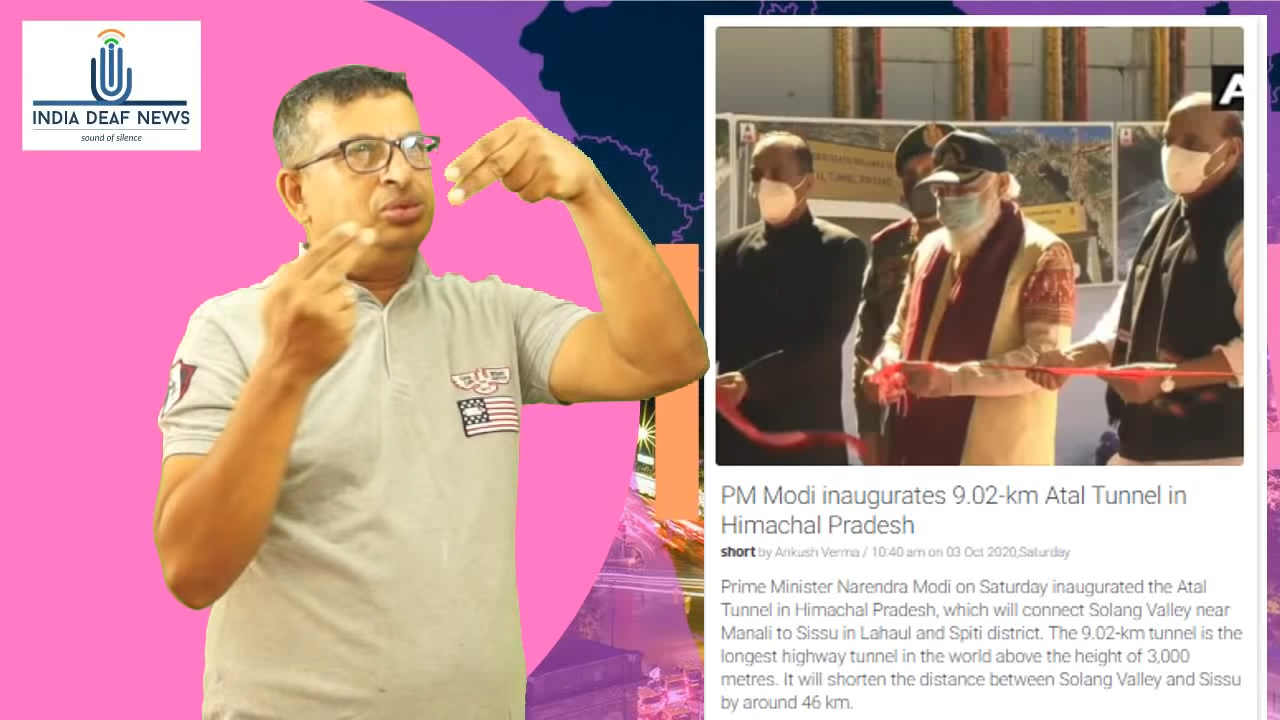 INDIA DEAF NEWS
sound of silence
A
PM Modi inaugurates 9.02-km Atal Tunnel in
Himachal Pradesh
short by Ankush Verma / 10:40 am on 03 Oct 2020,Saturday
Prime Minister Narendra Modi on Saturday inaugurated the Atal
Tunnel in Himachal Pradesh, which will connect Solang Valley near
Manali to Sissu in Lahaul and Spiti district. The 9.02-km tunnel is the
longest highway tunnel in the world above the height of 3,000
metres. It will shorten the distance between Solang Valley and Sissu
by around 46 km.